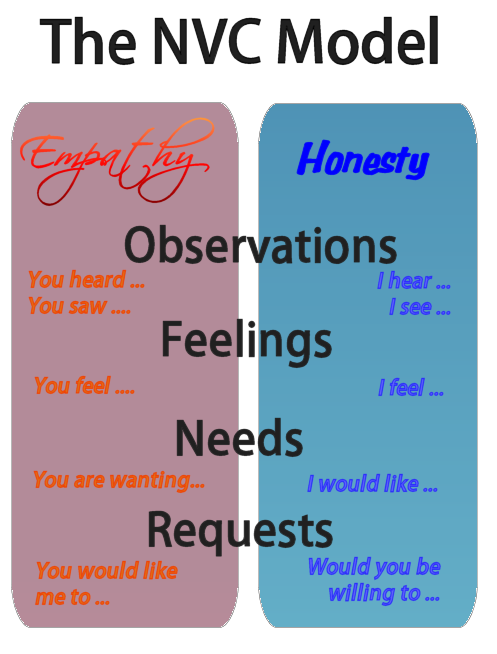 The NVC Model
Empathy
Honesty
Observations
You heard ...
You saw ....
I hear ...
I see ...
Feelings
You feel ....
I feel ...
Needs
You are wanting...
I would like ...
Requests
You would like
me to ...
Would you be
willing to ...